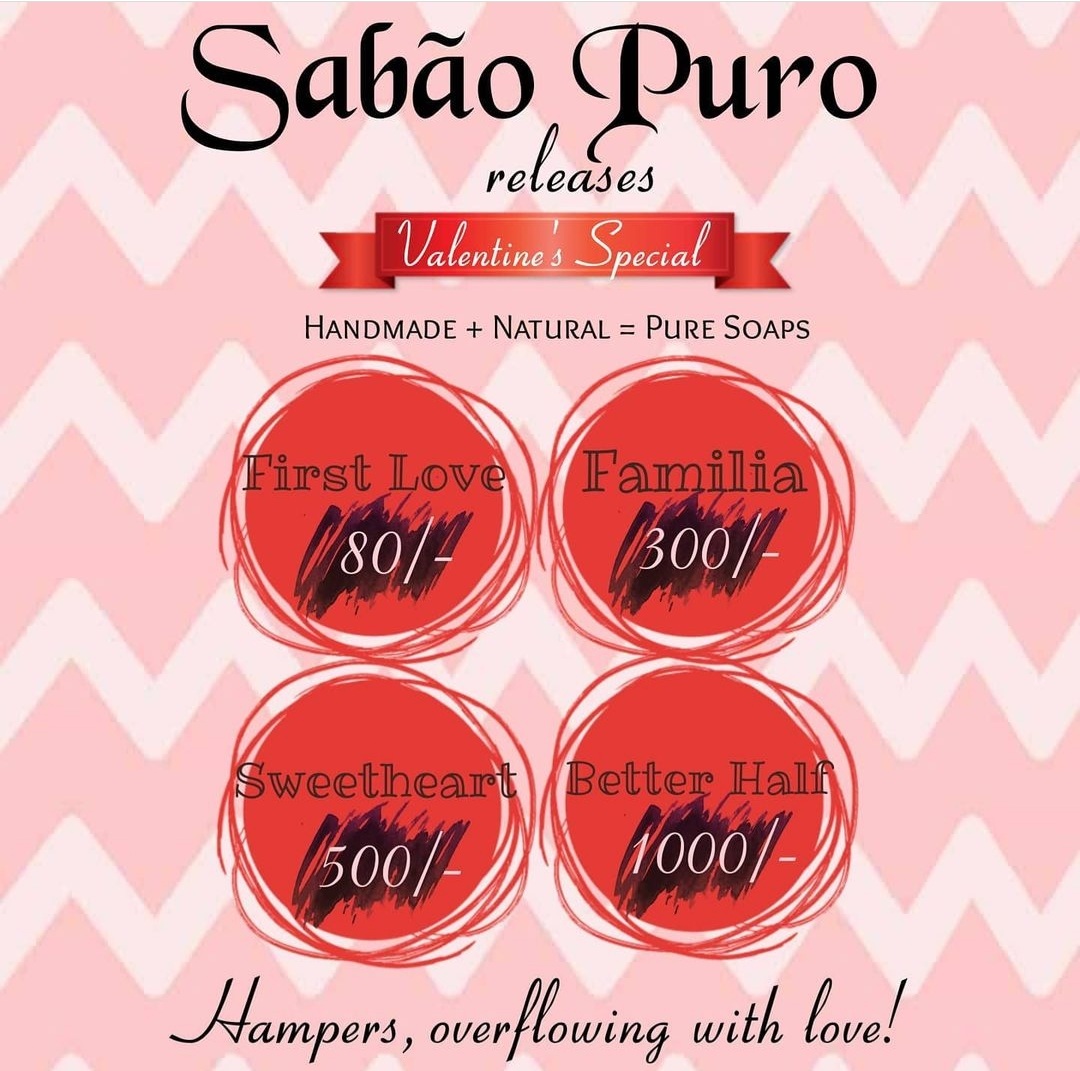 Sabão Puro
releases
Valentine's Special
Handmade + Natural = Pure Soaps
First Love
80/-
Familia
300/-
Sweetheart
500/-
Better Half
1000/-
Hampers, overflowing with love!